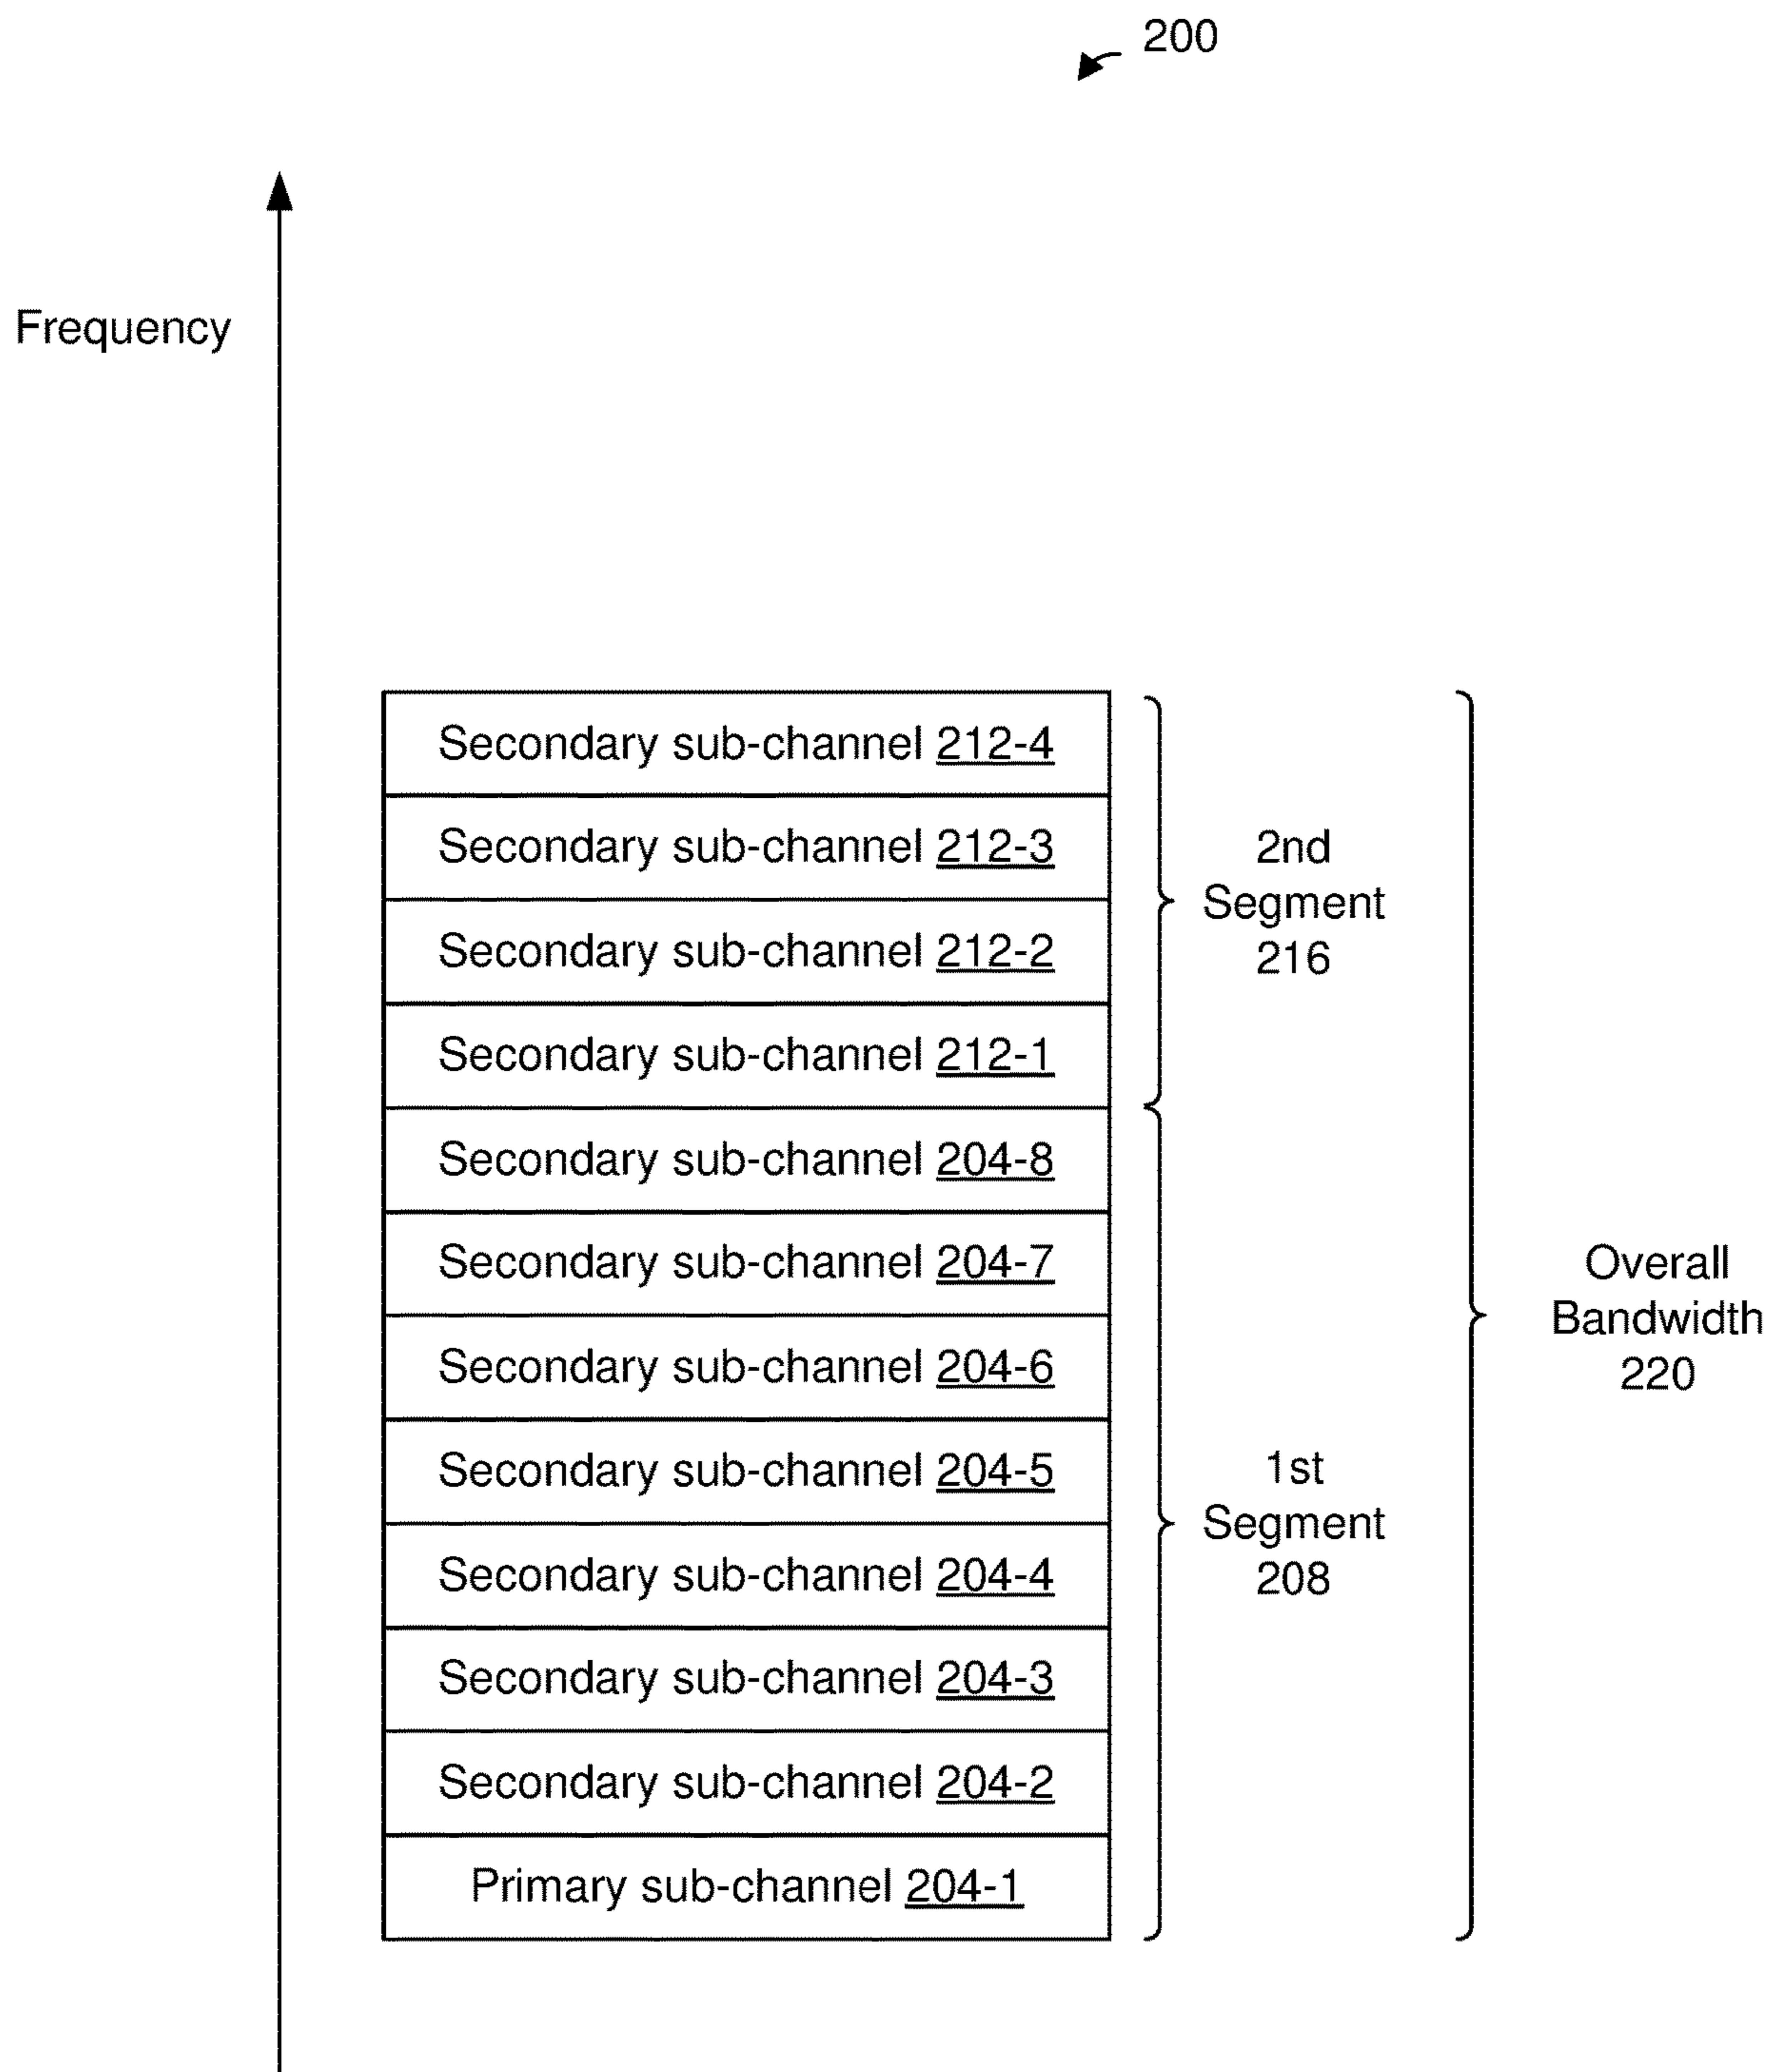 200
Frequency
Secondary sub-channel 212-4
Secondary sub-channel 212-3
Secondary sub-channel 212-2
Secondary sub-channel 212-1
Secondary sub-channel 204-8
Secondary sub-channel 204-7
Secondary sub-channel 204-6
Secondary sub-channel 204-5
Secondary sub-channel 204-4
Secondary sub-channel 204-3
Secondary sub-channel 204-2
Primary sub-channel 204-1
2nd
Segment
216
1st
Segment
208
Overall
Bandwidth
220